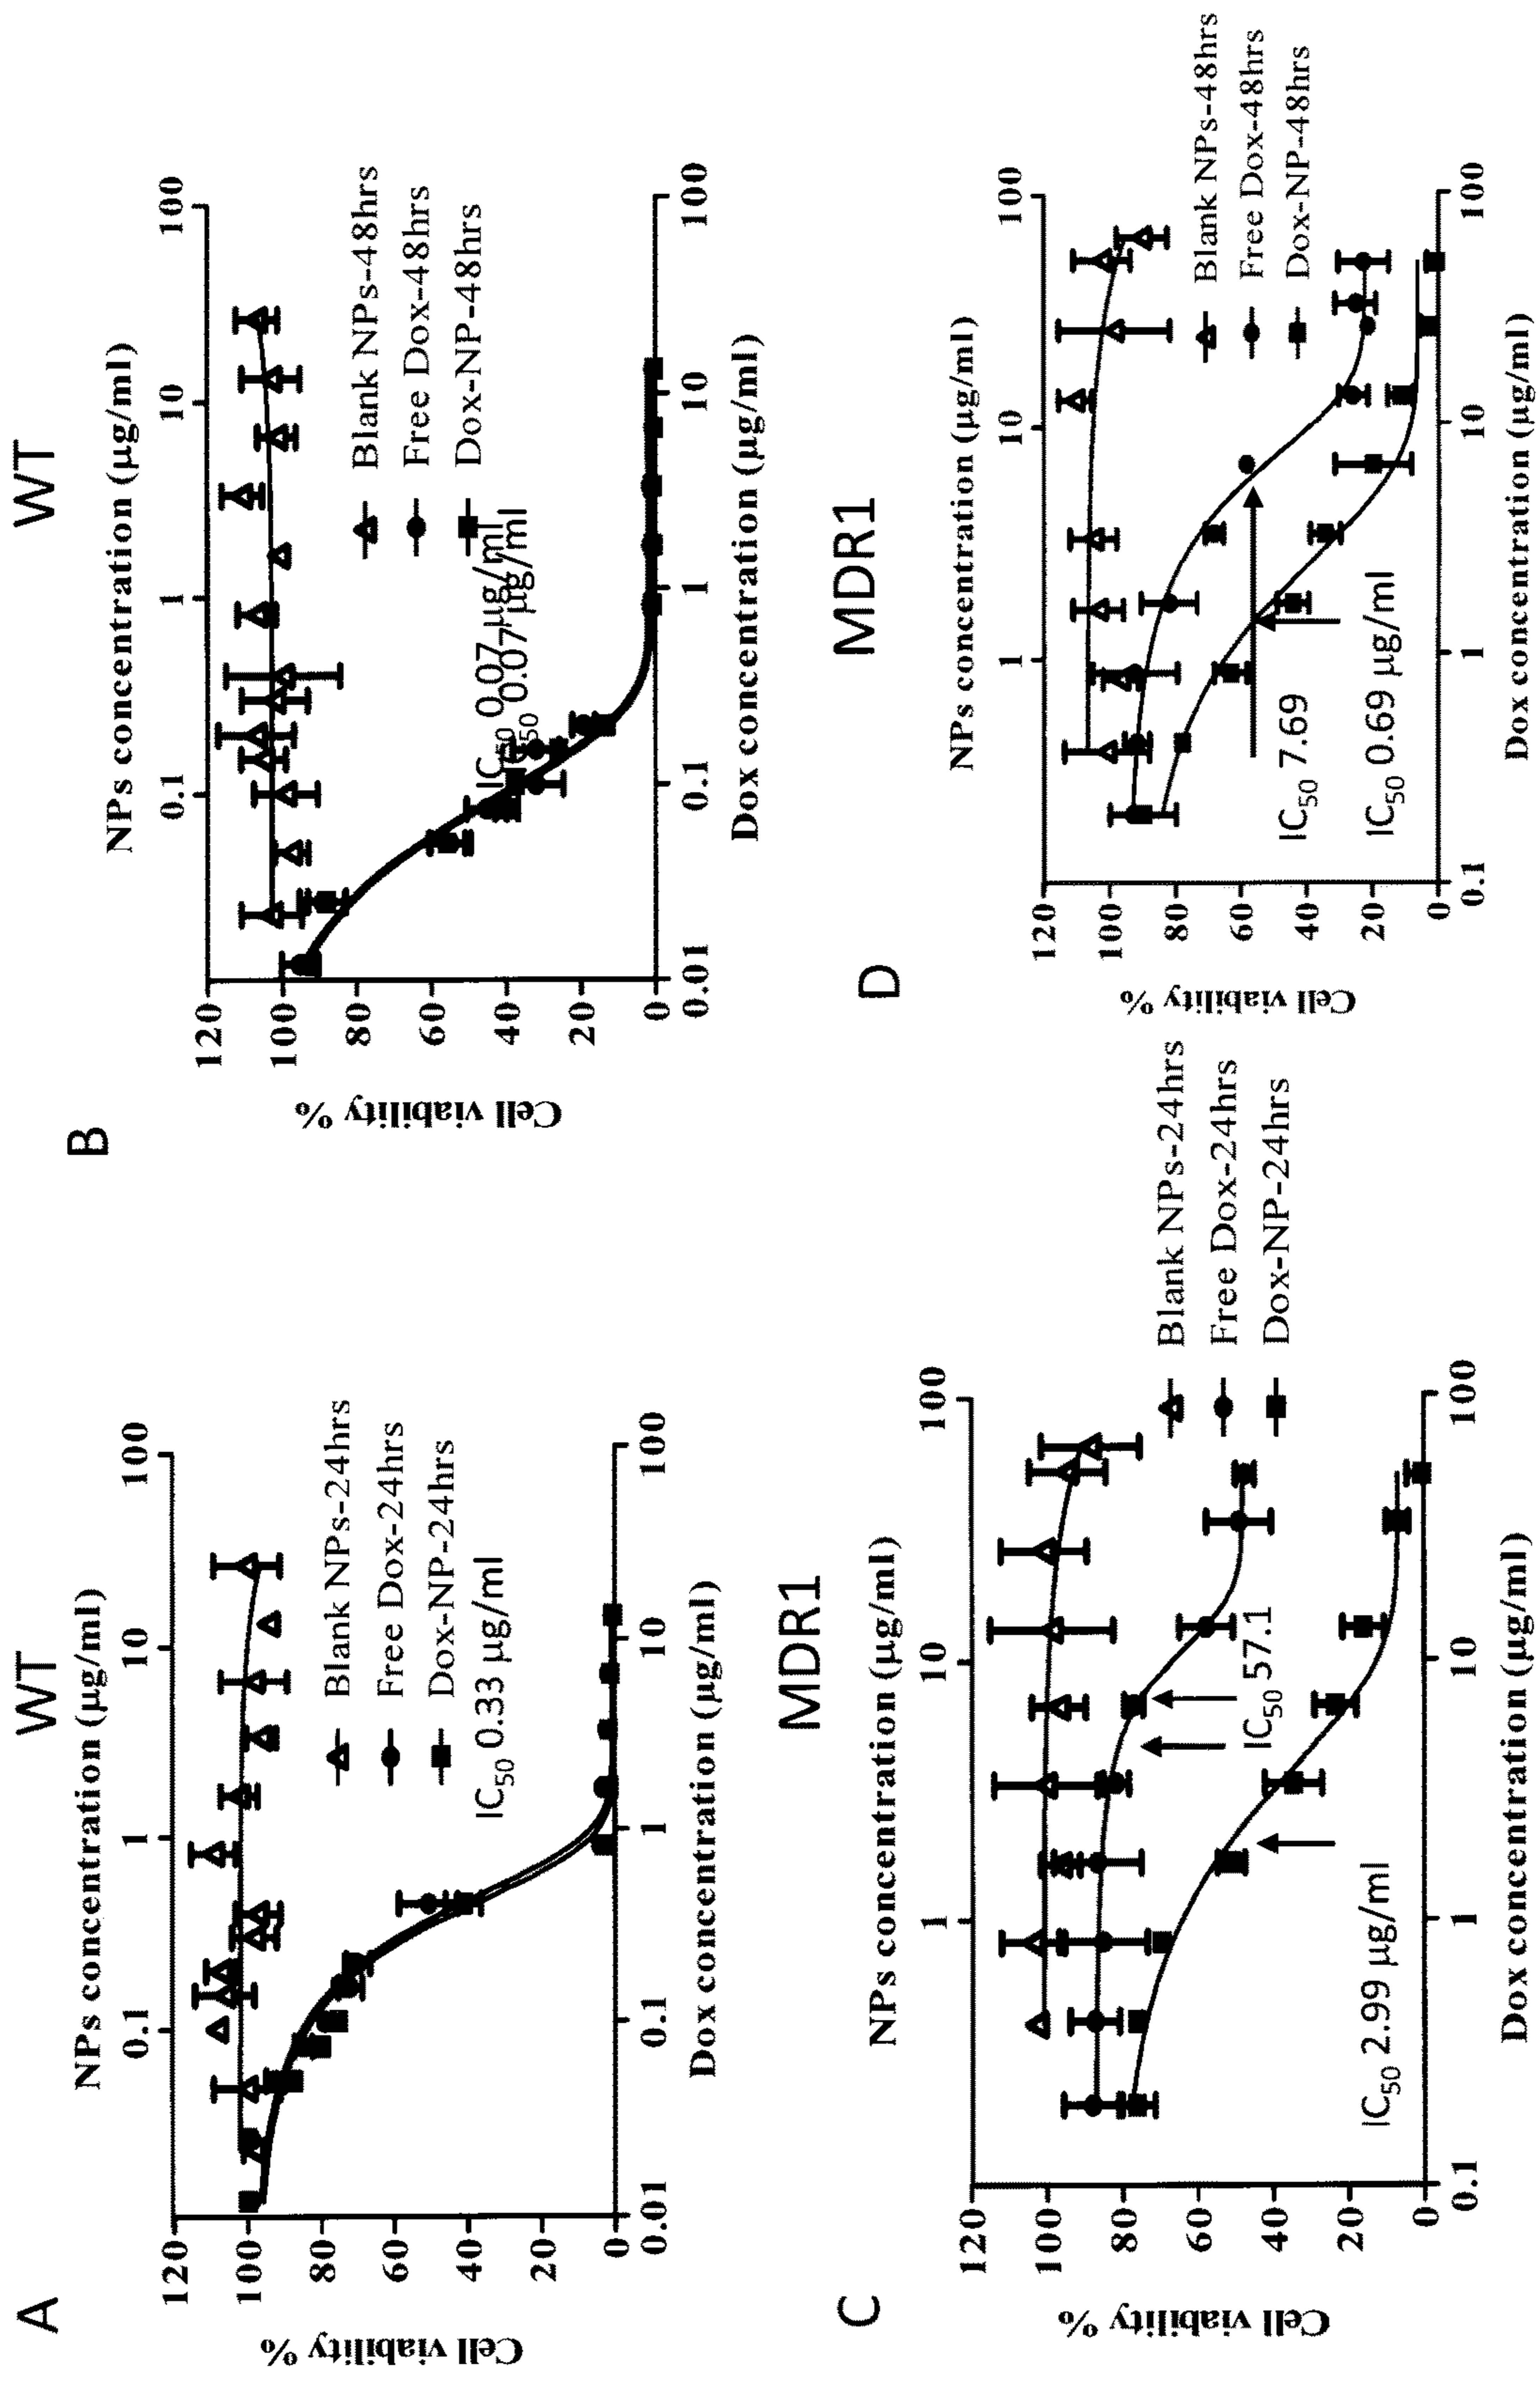 A
WT
NPs concentration (µg/ml)
0.1 1 10 100
120
100
80
60
40
20
0
Cell viability %
Blank NPs-24hrs
Free Dox-24hrs
Dox-NP-24hrs
IC50 0.33 µg/ml
0.01 0.1 1 10 100
Dox concentration (µg/ml)
B
WT
NPs concentration (µg/ml)
0.1 1 10 100
120
100
80
60
40
20
0
Cell viability %
Blank NPs-48hrs
Free Dox-48hrs
Dox-NP-48hrs
IC50 0.07 µg/ml
IC50 0.07 µg/ml
0.01 0.1 1 10 100
Dox concentration (µg/ml)
C
MDR1
NPs concentration (µg/ml)
1 10 100
120
100
80
60
40
20
0
Cell viability %
Blank NPs-24hrs
Free Dox-24hrs
Dox-NP-24hrs
IC50 57.1
IC50 2.99 µg/ml
0.1 1 10 100
Dox concentration (µg/ml)
D
MDR1
NPs concentration (µg/ml)
1 10 100
120
100
80
60
40
20
0
Cell viability %
Blank NPs-48hrs
Free Dox-48hrs
Dox-NP-48hrs
IC50 7.69
IC50 0.69 µg/ml
0.1 1 10 100
Dox concentration (µg/ml)